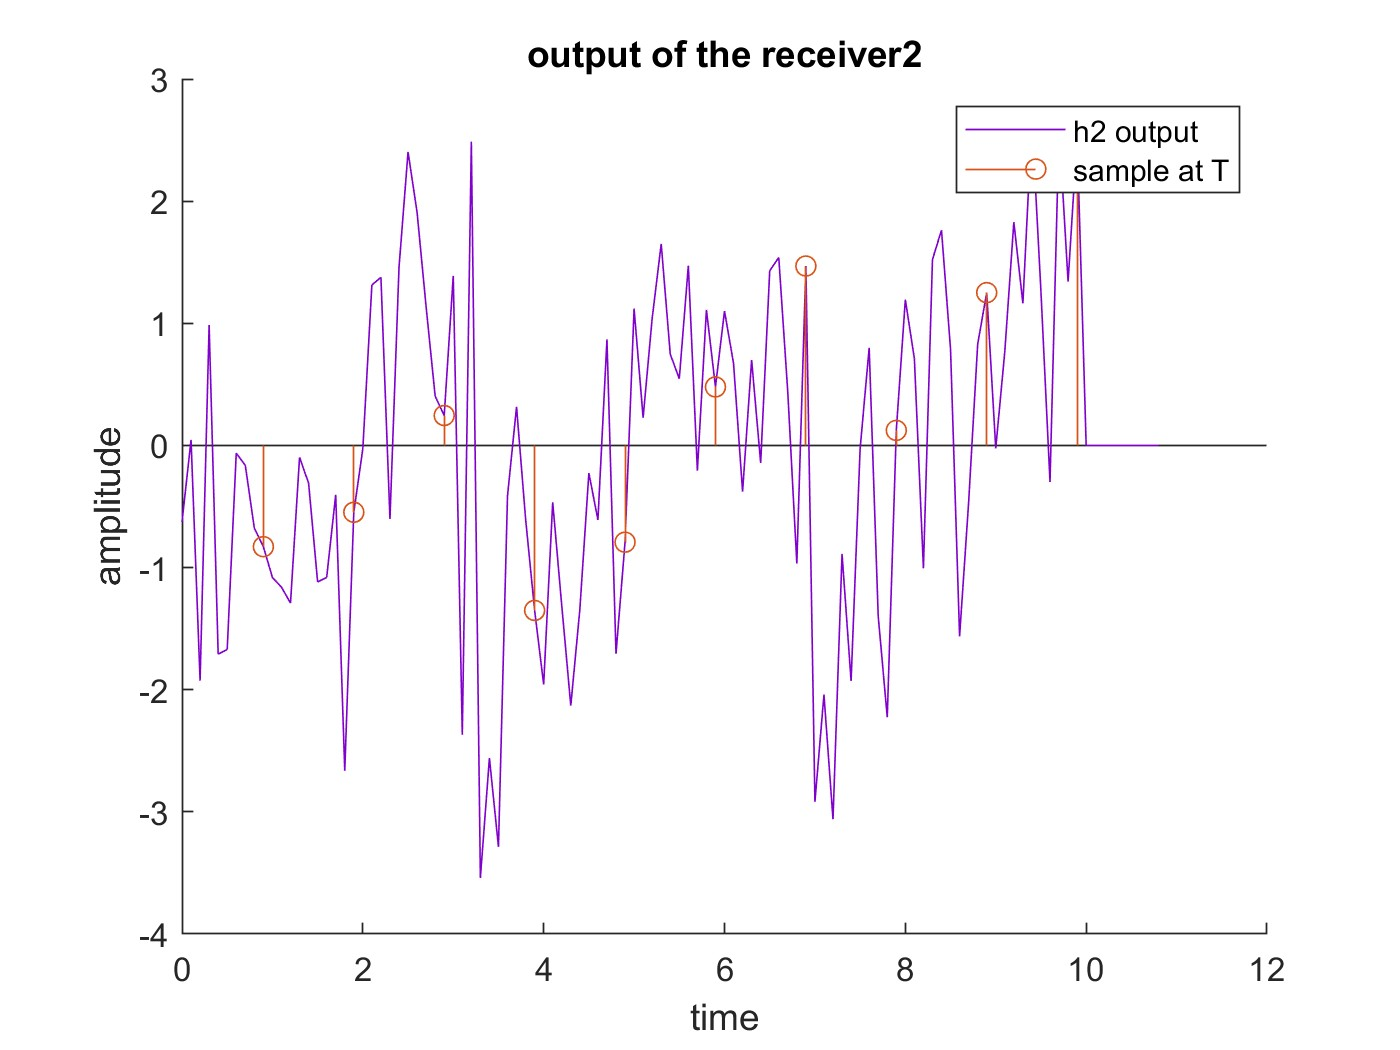 output of the receiver2
3
2
1
0
-1
-2
-3
-4
amplitude
h2 output
sample at T
0 2 4 6 8 10 12
time